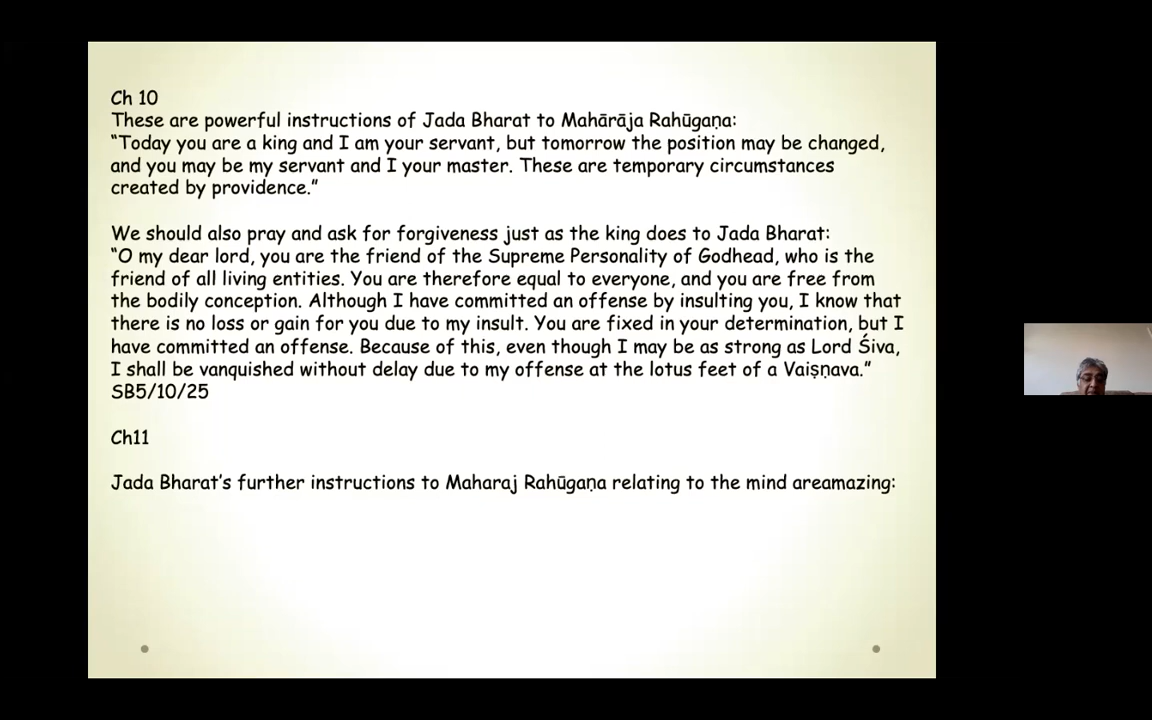 Ch 10
These are powerful instructions of Jada Bharat to Mahārāja Rahūgaṇa:
“Today you are a king and I am your servant, but tomorrow the position may be changed,
and you may be my servant and I your master. These are temporary circumstances
created by providence.”
We should also pray and ask for forgiveness just as the king does to Jada Bharat:
“O my dear lord, you are the friend of the Supreme Personality of Godhead, who is the
friend of all living entities. You are therefore equal to everyone, and you are free from
the bodily conception. Although I have committed an offense by insulting you, I know that
there is no loss or gain for you due to my insult. You are fixed in your determination, but I
have committed an offense. Because of this, even though I may be as strong as Lord Śiva,
I shall be vanquished without delay due to my offense at the lotus feet of a Vaiṣṇava.”
SB5/10/25
Ch11
Jada Bharat’s further instructions to Maharaj Rahūgaṇa relating to the mind areamazing: